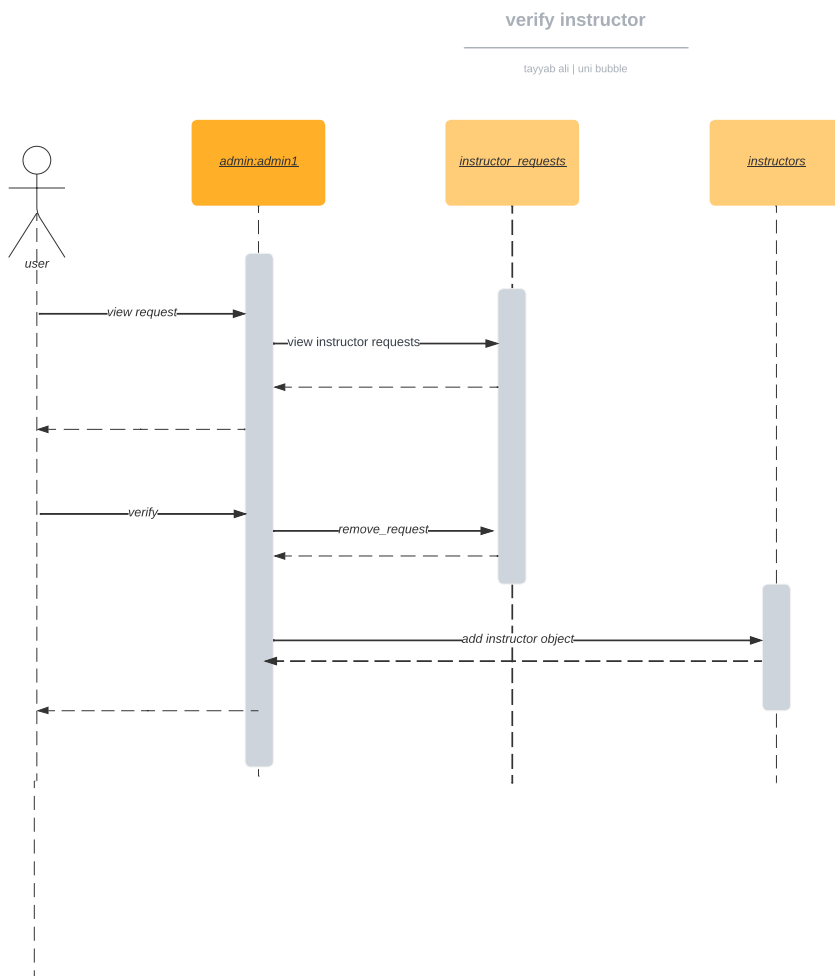 verify instructor
tayyab ali | uni bubble
admin:admin1
instructor_requests
instructors
user
view request
view instructor requests
verify
remove_request
add instructor object